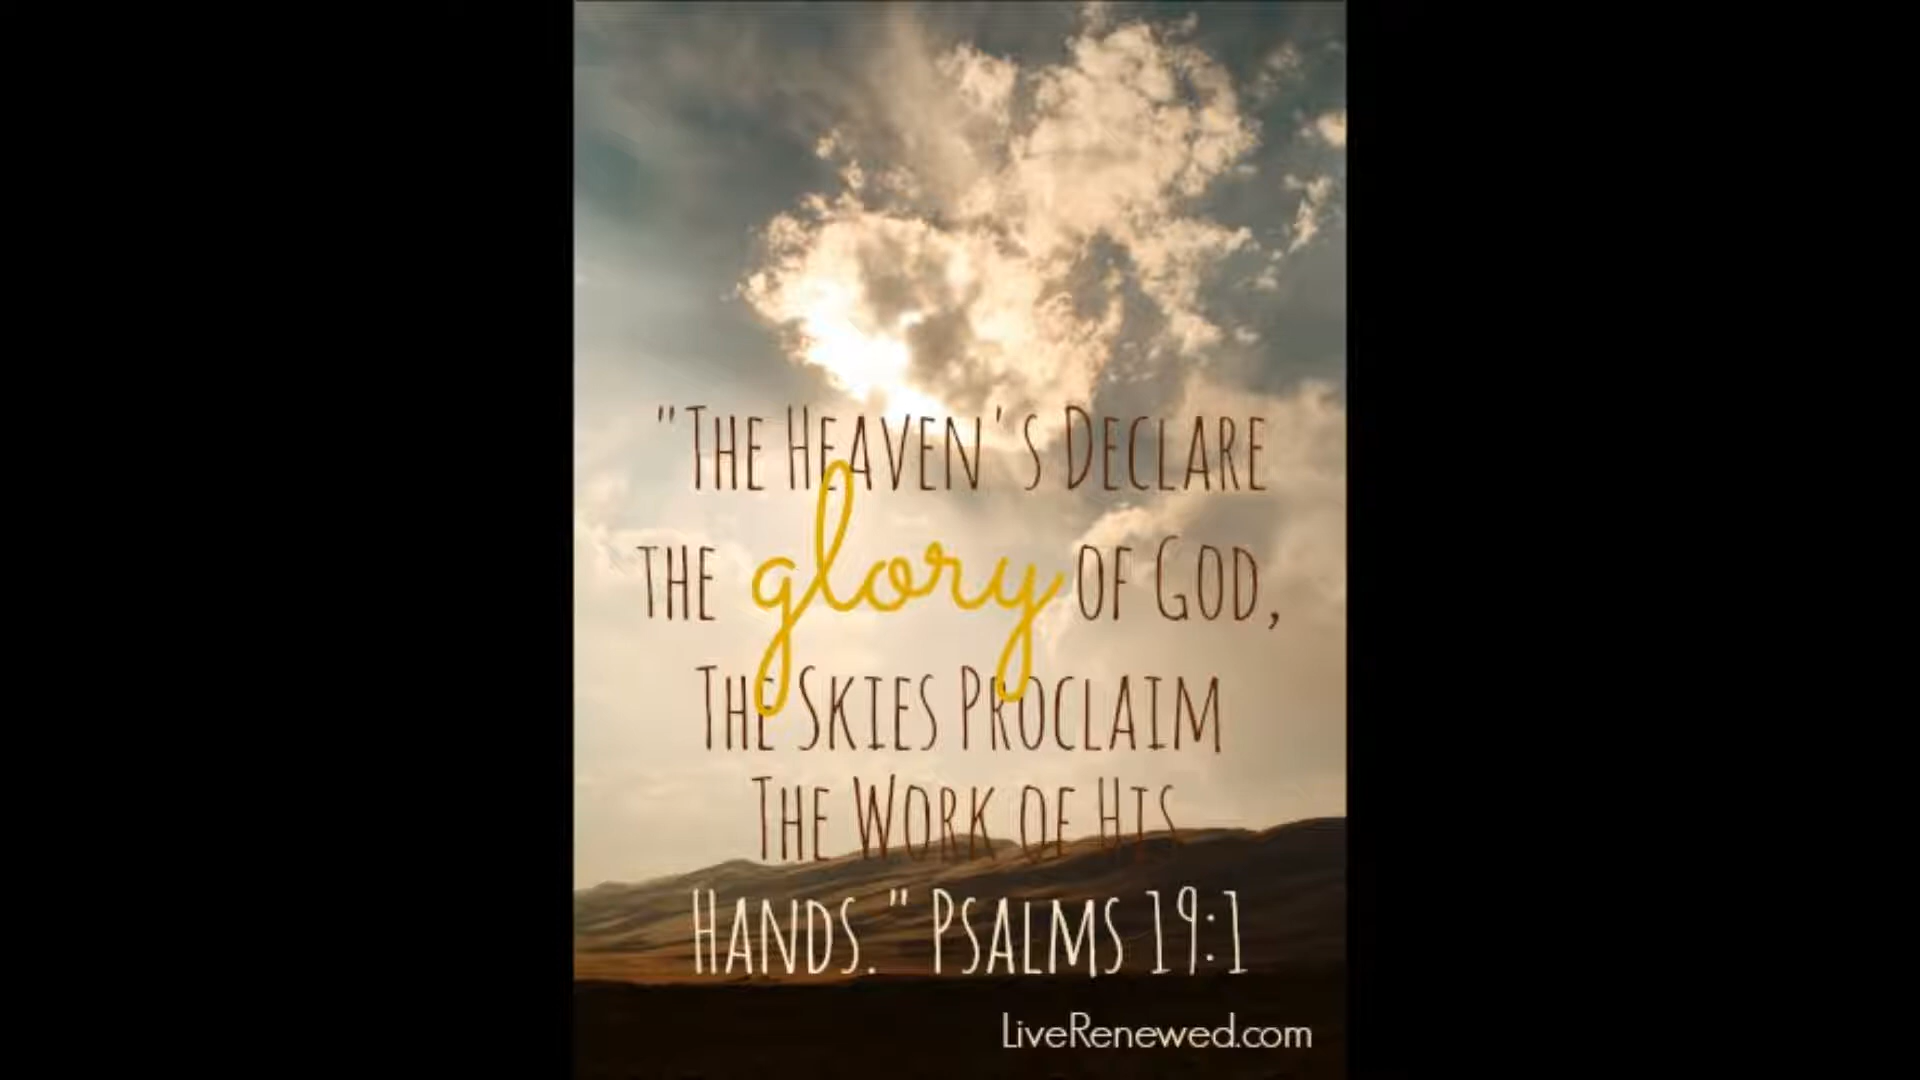 "The Heaven's Declare
the glory of God,
The Skies Proclaim
The Work of His
Hands." Psalms 19:1
LiveRenewed.com